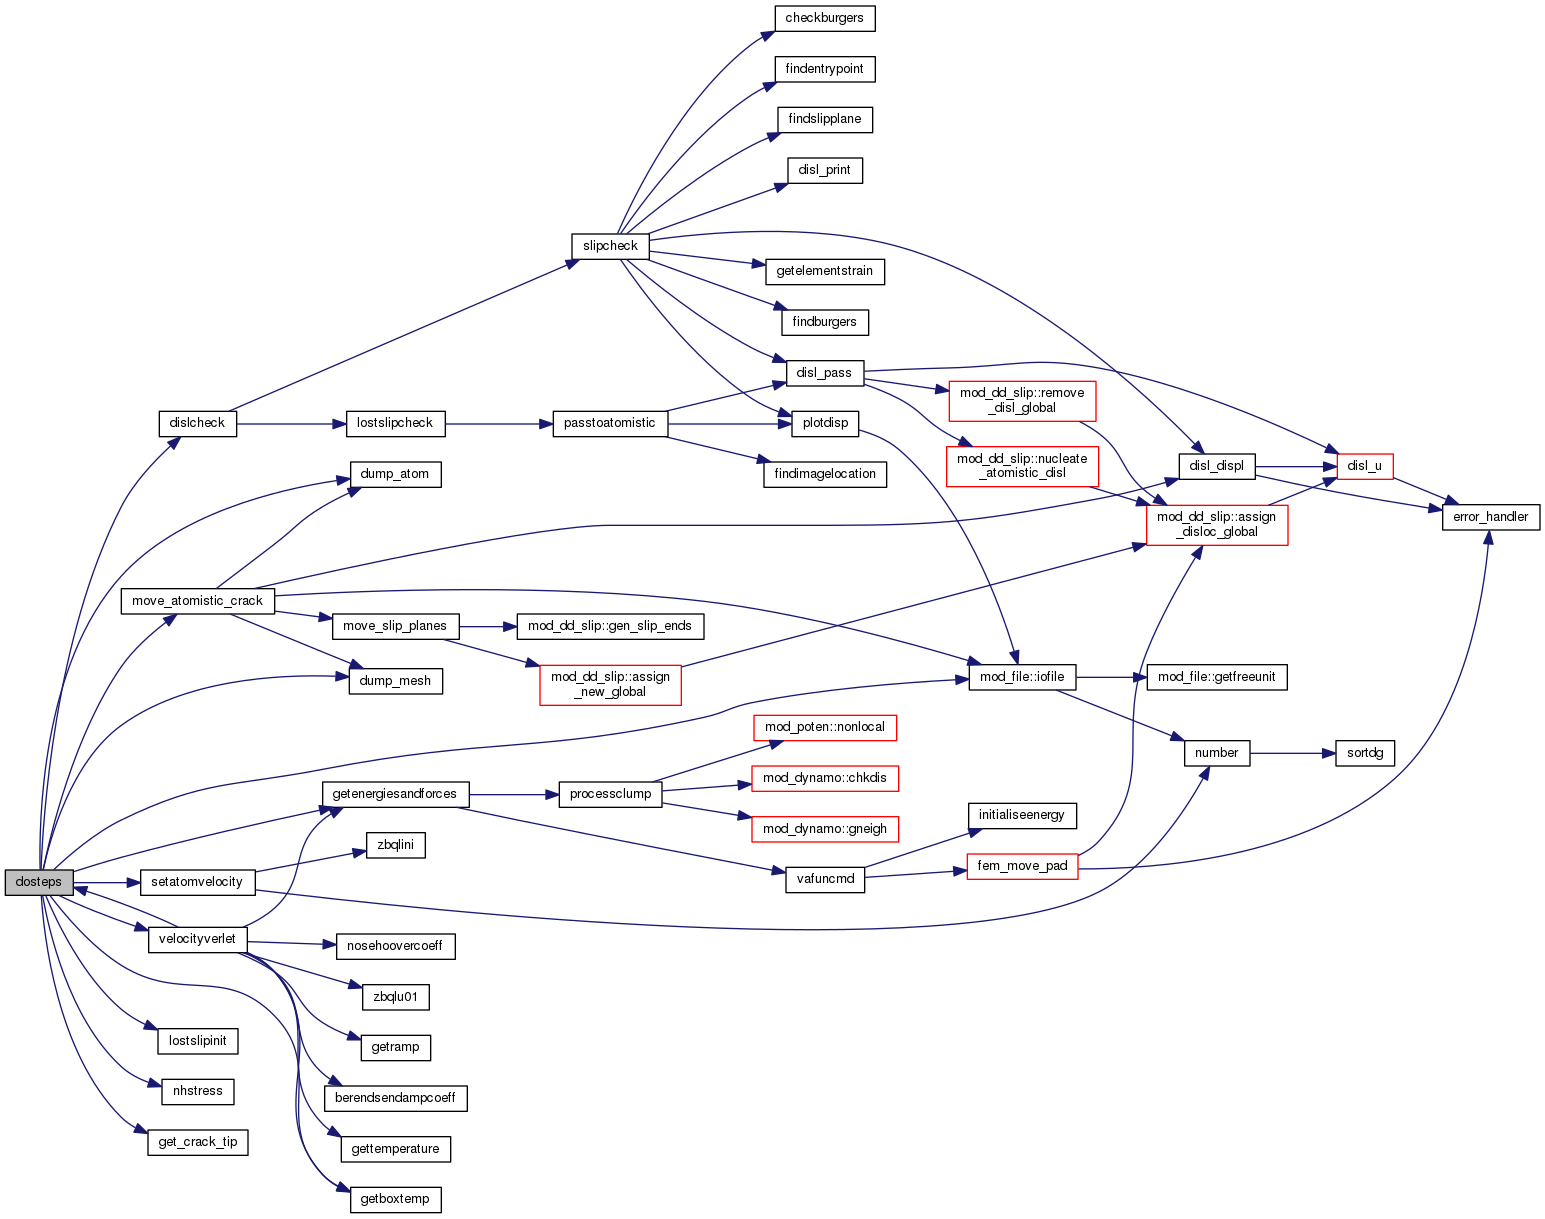 checkburgers
findentrypoint
findslipplane
disl_print
slipcheck
getelementstrain
findburgers
disl_pass
mod_dd_slip::remove
_disl_global
dislcheck
lostslipcheck
passtoatomistic
plotdisp
mod_dd_slip::nucleate
_atomistic_disl
disl_displ
disl_u
dump_atom
findimagelocation
mod_dd_slip::assign
_disloc_global
error_handler
move_atomistic_crack
move_slip_planes
mod_dd_slip::gen_slip_ends
dump_mesh
mod_dd_slip::assign
_new_global
mod_file::iofile
mod_file::getfreeunit
mod_poten::nonlocal
number
sortdg
getenergiesandforces
processclump
mod_dynamo::chkdis
mod_dynamo::gneigh
initialiseenergy
zbqlini
dosteps
setatomvelocity
vafuncmd
fem_move_pad
velocityverlet
nosehoovercoeff
zbqlu01
lostslipinit
getramp
nhstress
berendsendampcoeff
get_crack_tip
gettemperature
getboxtemp